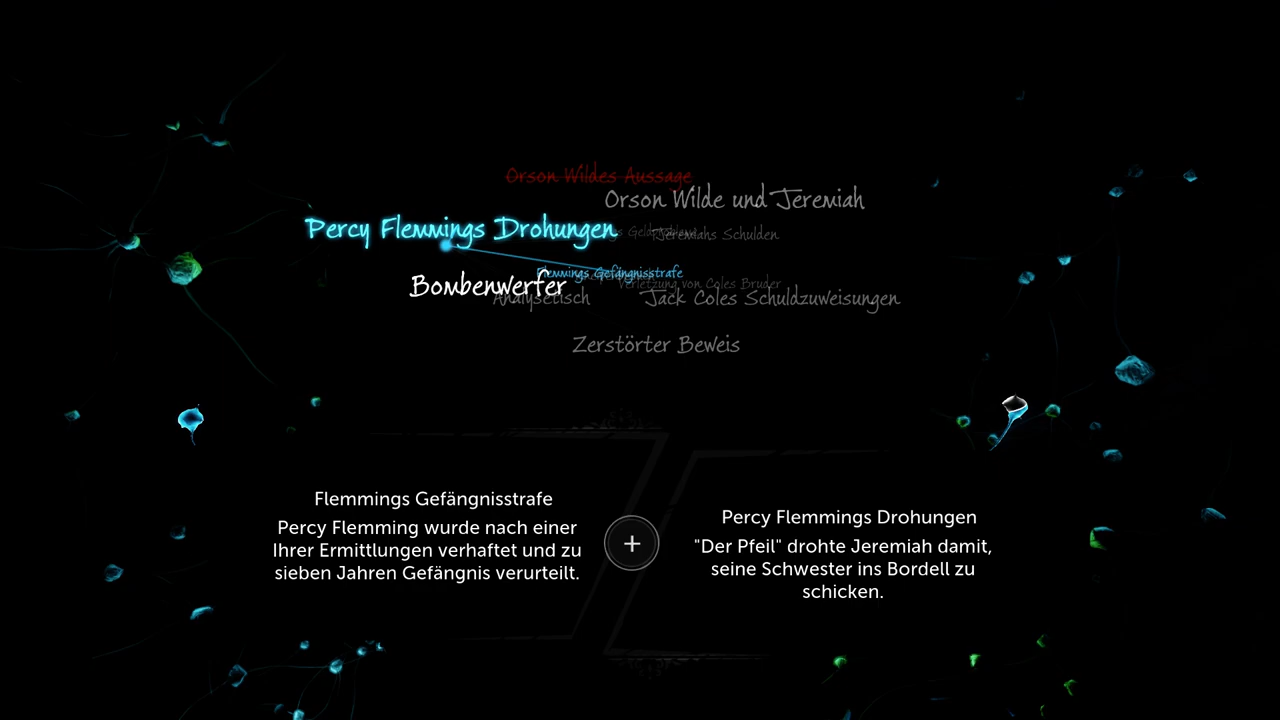 Orson Wildes Aussage
Orson Wilde und Jeremiah
Percy Flemmings Drohungen
Jeremiahs Schulden
Flemmings Gefängnisstrafe
Verletzung von Coles Bruder
Bombenwerfer
Analysetisch
Jack Coles Schuldzuweisungen
Zerstörter Beweis
Flemmings Gefängnisstrafe
Percy Flemming wurde nach einer
Ihrer Ermittlungen verhaftet und zu
sieben Jahren Gefängnis verurteilt.
+
Percy Flemmings Drohungen
"Der Pfeil" drohte Jeremiah damit,
seine Schwester ins Bordell zu
schicken.